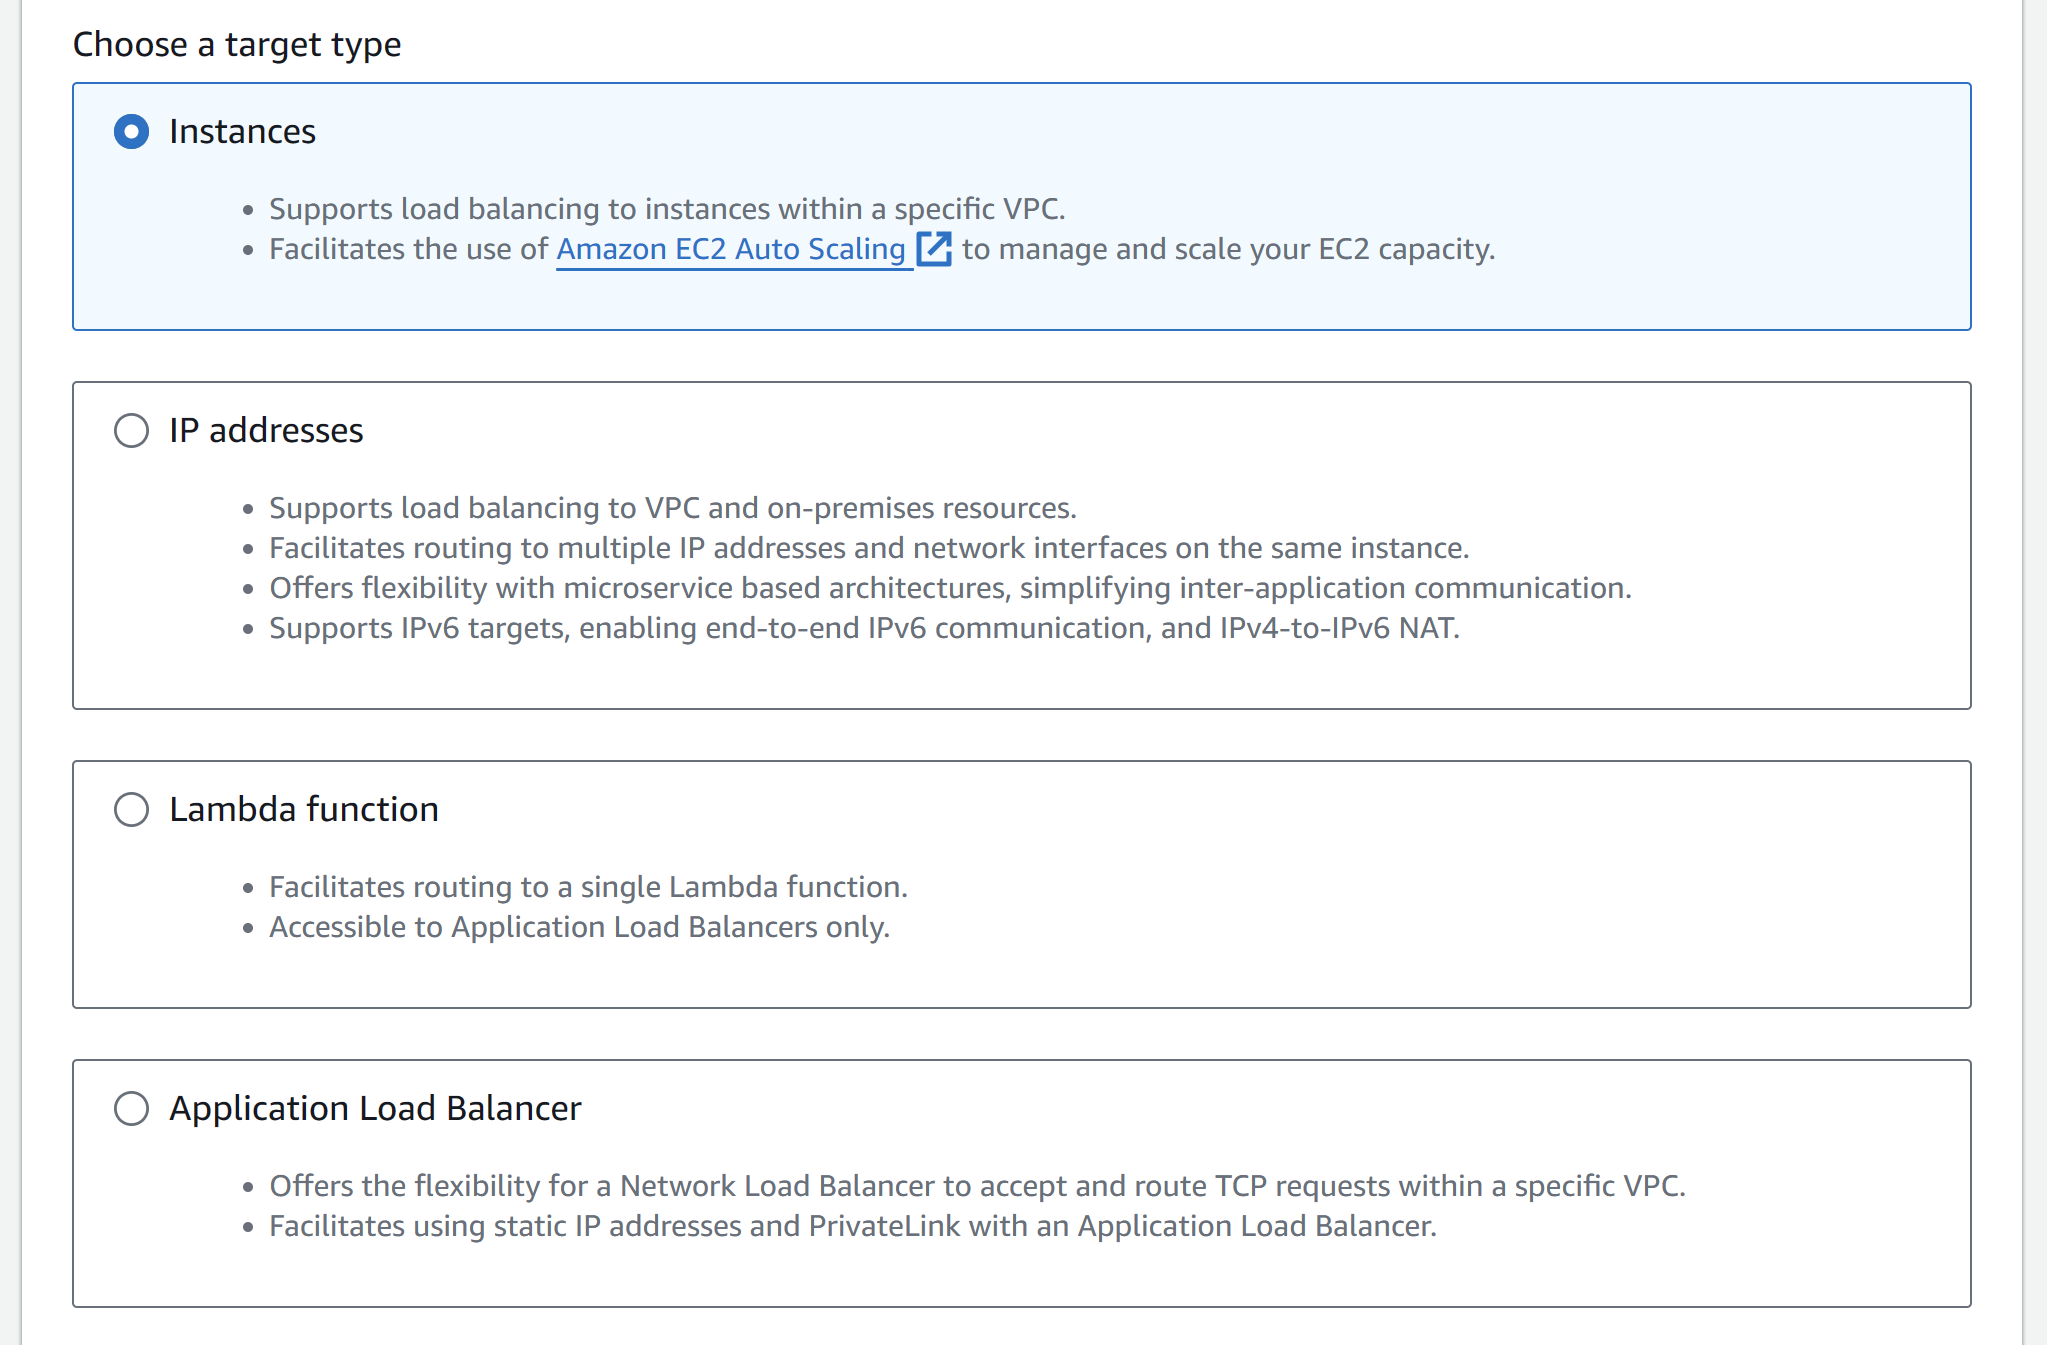 Choose a target type
Instances
Supports load balancing to instances within a specific VPC.
Facilitates the use of Amazon EC2 Auto Scaling to manage and scale your EC2 capacity.
IP addresses
Supports load balancing to VPC and on-premises resources.
Facilitates routing to multiple IP addresses and network interfaces on the same instance.
Offers flexibility with microservice based architectures, simplifying inter-application communication.
Supports IPv6 targets, enabling end-to-end IPv6 communication, and IPv4-to-IPv6 NAT.
Lambda function
Facilitates routing to a single Lambda function.
Accessible to Application Load Balancers only.
Application Load Balancer
Offers the flexibility for a Network Load Balancer to accept and route TCP requests within a specific VPC.
Facilitates using static IP addresses and PrivateLink with an Application Load Balancer.